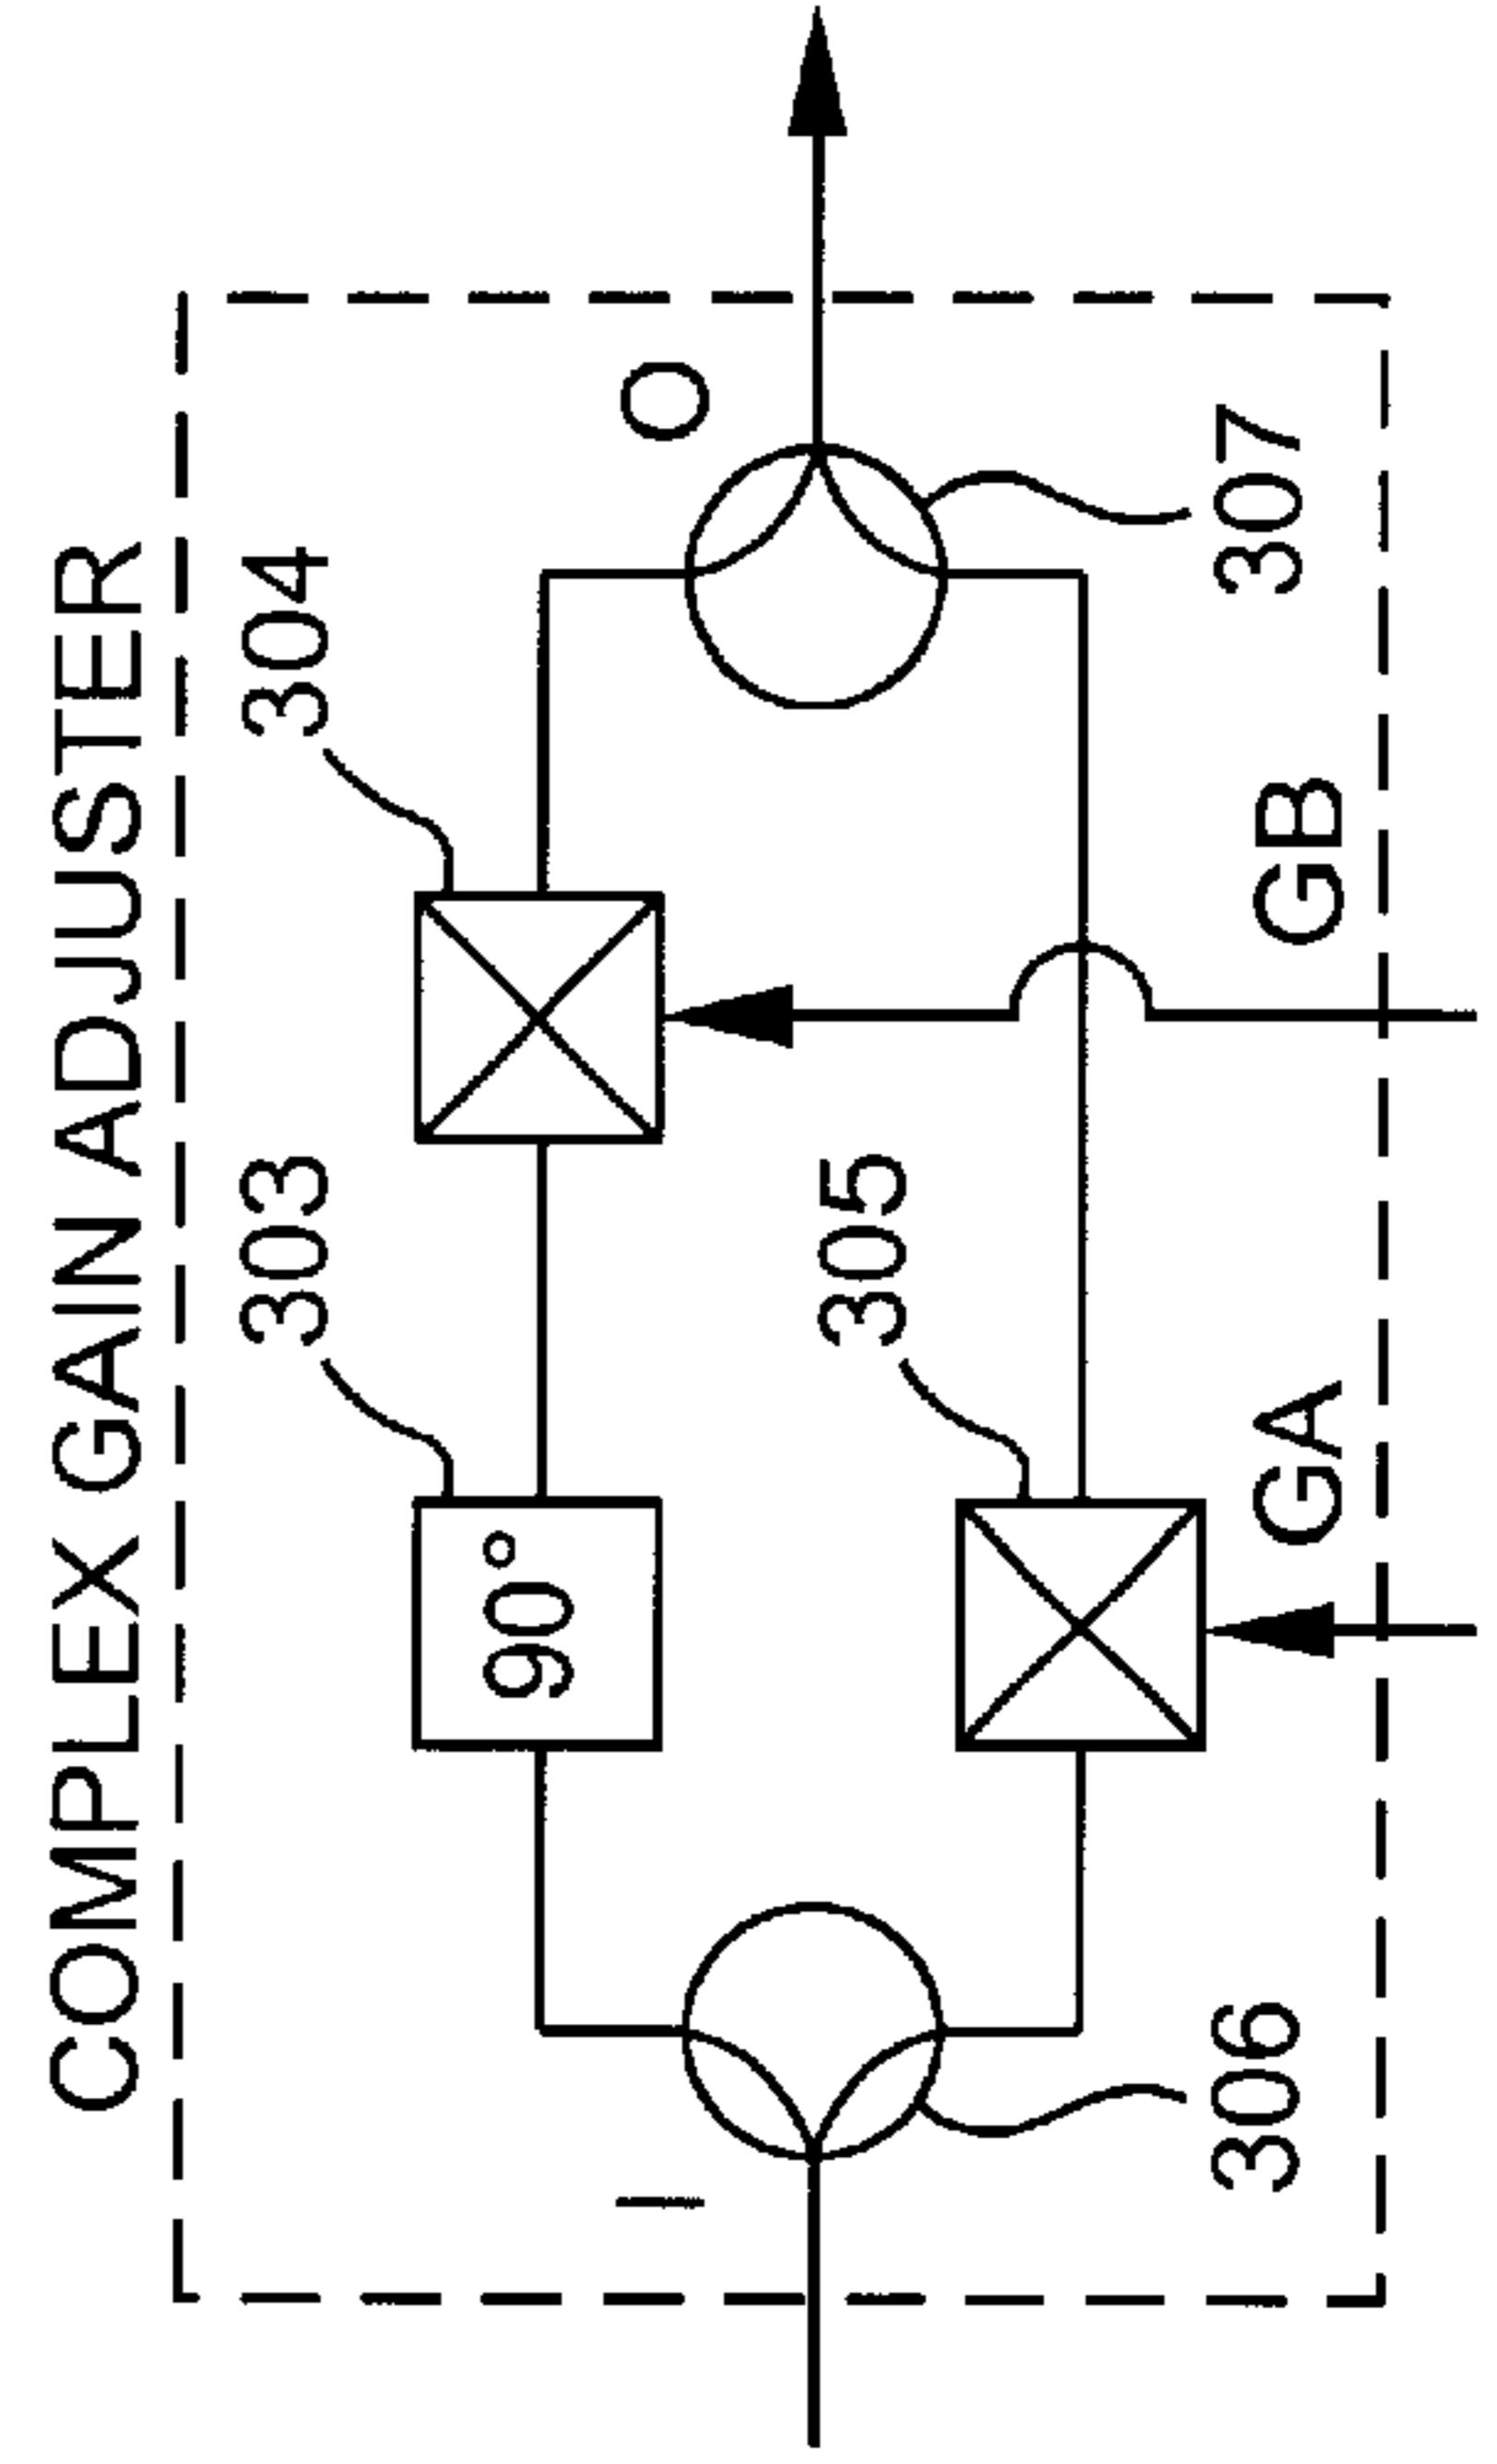 COMPLEX GAIN ADJUSTER
303
304
90°
I
O
305
306
GA
GB
307